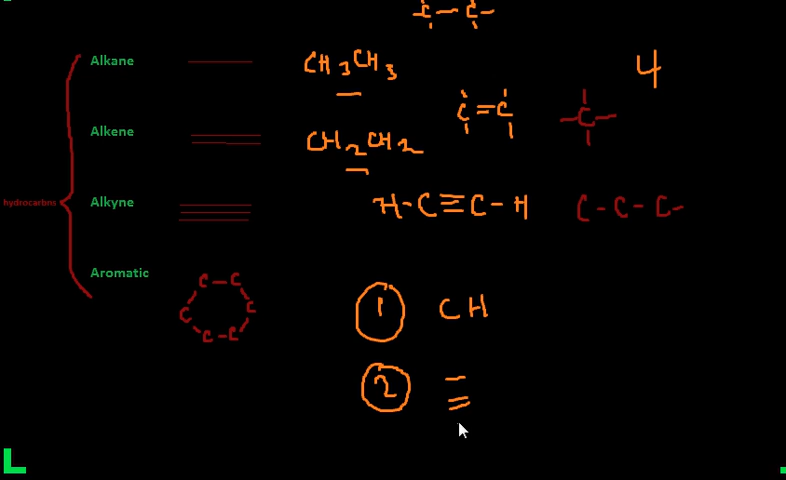 C-C-
Alkane CH3CH3 4
C=C C
Alkene CH2CH2
hydrocarbns Alkyne H-C≡C-H C-C-C-
Aromatic
C-C
C C
C-C
1 CH
2